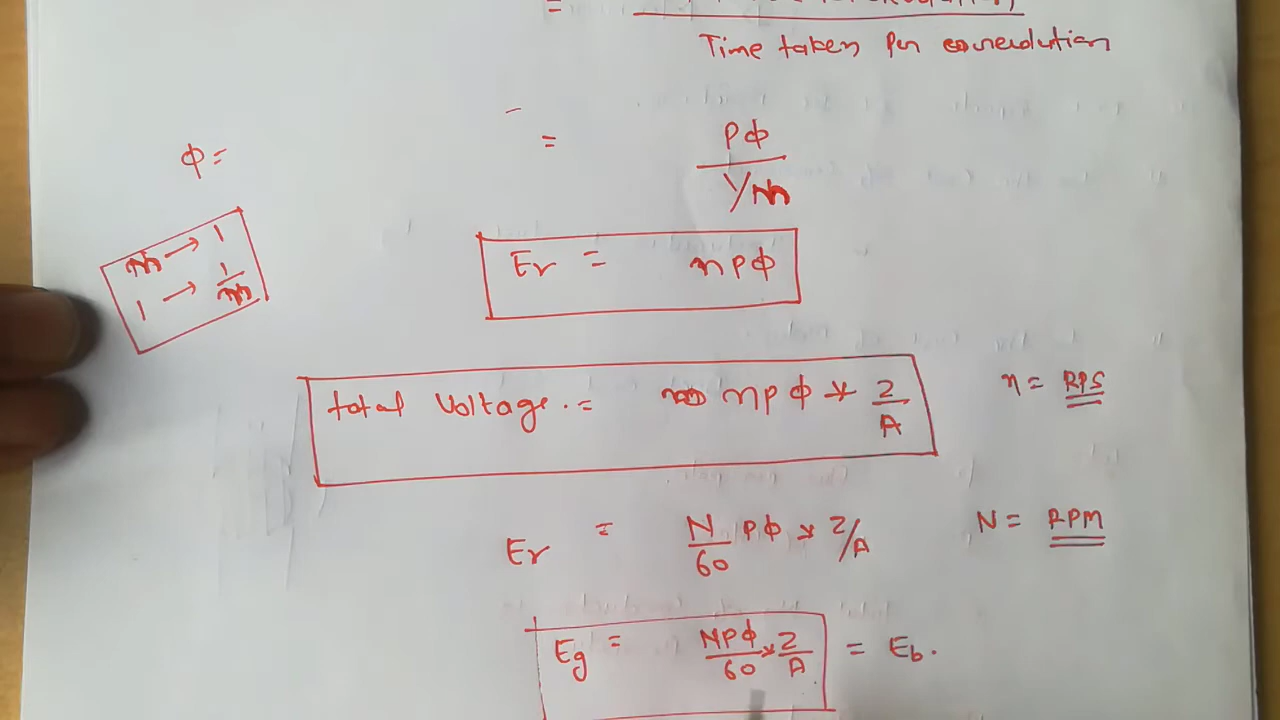 =
Time taken per one revolution
= Pϕ / 1/n
ϕ =
n → 1
1 → 1/n
Er = nPϕ
total voltage. = nPϕ * Z/A
n = RPS
Er = N/60 Pϕ * Z/A
N = RPM
Eg = NPϕ/60 * Z/A = Eb.